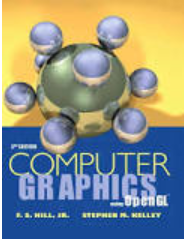 3RD EDITION
COMPUTER
GRAPHICS
using OpenGL
F. S. HILL, JR. STEPHEN M. KELLEY